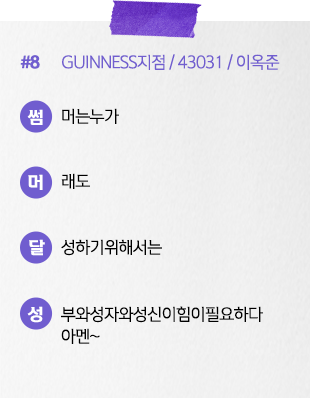 #8 GUINNESS지점 / 43031 / 이옥준
썸 머는누가
머 래도
달 성하기위해서는
성 부와성자와성신이힘이필요하다
아멘~